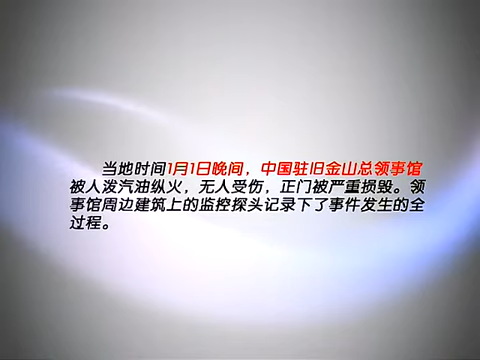 当地时间1月1日晚间，中国驻旧金山总领事馆
被人泼汽油纵火，无人受伤，正门被严重损毁。领
事馆周边建筑上的监控探头记录下了事件发生的全
过程。